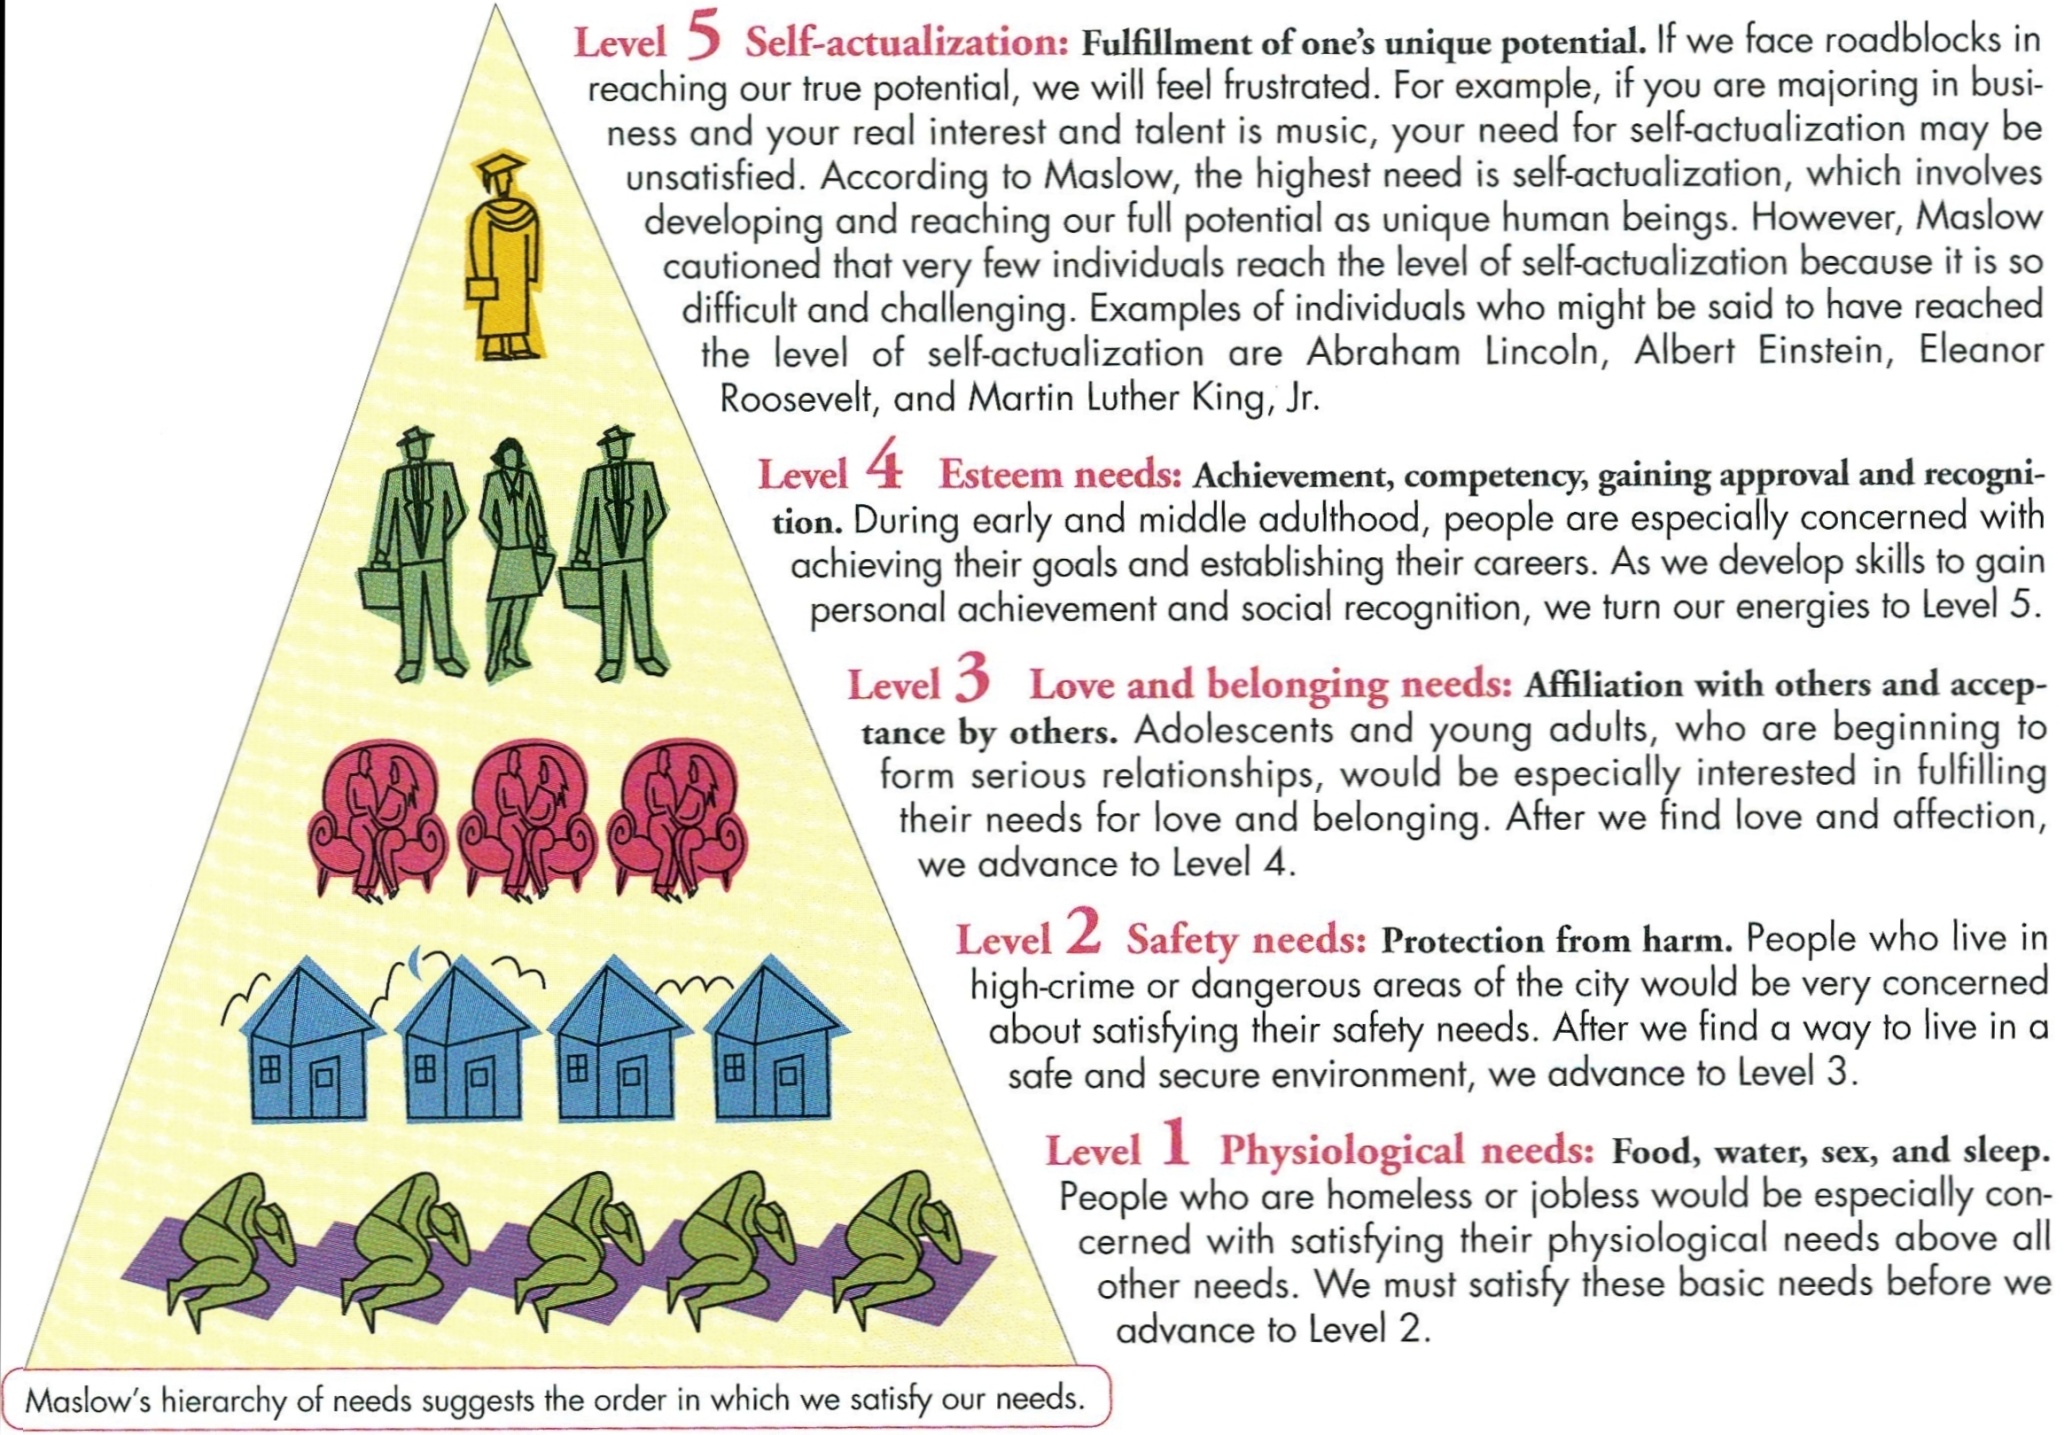 Level 5 Self-actualization: Fulfillment of one's unique potential. If we face roadblocks in
reaching our true potential, we will feel frustrated. For example, if you are majoring in busi-
ness and your real interest and talent is music, your need for self-actualization may be
unsatisfied. According to Maslow, the highest need is self-actualization, which involves
developing and reaching our full potential as unique human beings. However, Maslow
cautioned that very few individuals reach the level of self-actualization because it is so
difficult and challenging. Examples of individuals who might be said to have reached
the level of self-actualization are Abraham Lincoln, Albert Einstein, Eleanor
Roosevelt, and Martin Luther King, Jr.
Level 4 Esteem needs: Achievement, competency, gaining approval and recogni-
tion. During early and middle adulthood, people are especially concerned with
achieving their goals and establishing their careers. As we develop skills to gain
personal achievement and social recognition, we turn our energies to Level 5.
Level 3 Love and belonging needs: Affiliation with others and accep-
tance by others. Adolescents and young adults, who are beginning to
form serious relationships, would be especially interested in fulfilling
their needs for love and belonging. After we find love and affection,
we advance to Level 4.
Level 2 Safety needs: Protection from harm. People who live in
high-crime or dangerous areas of the city would be very concerned
about satisfying their safety needs. After we find a way to live in a
safe and secure environment, we advance to Level 3.
Level 1 Physiological needs: Food, water, sex, and sleep.
People who are homeless or jobless would be especially con-
cerned with satisfying their physiological needs above all
other needs. We must satisfy these basic needs before we
advance to Level 2.
Maslow's hierarchy of needs suggests the order in which we satisfy our needs.